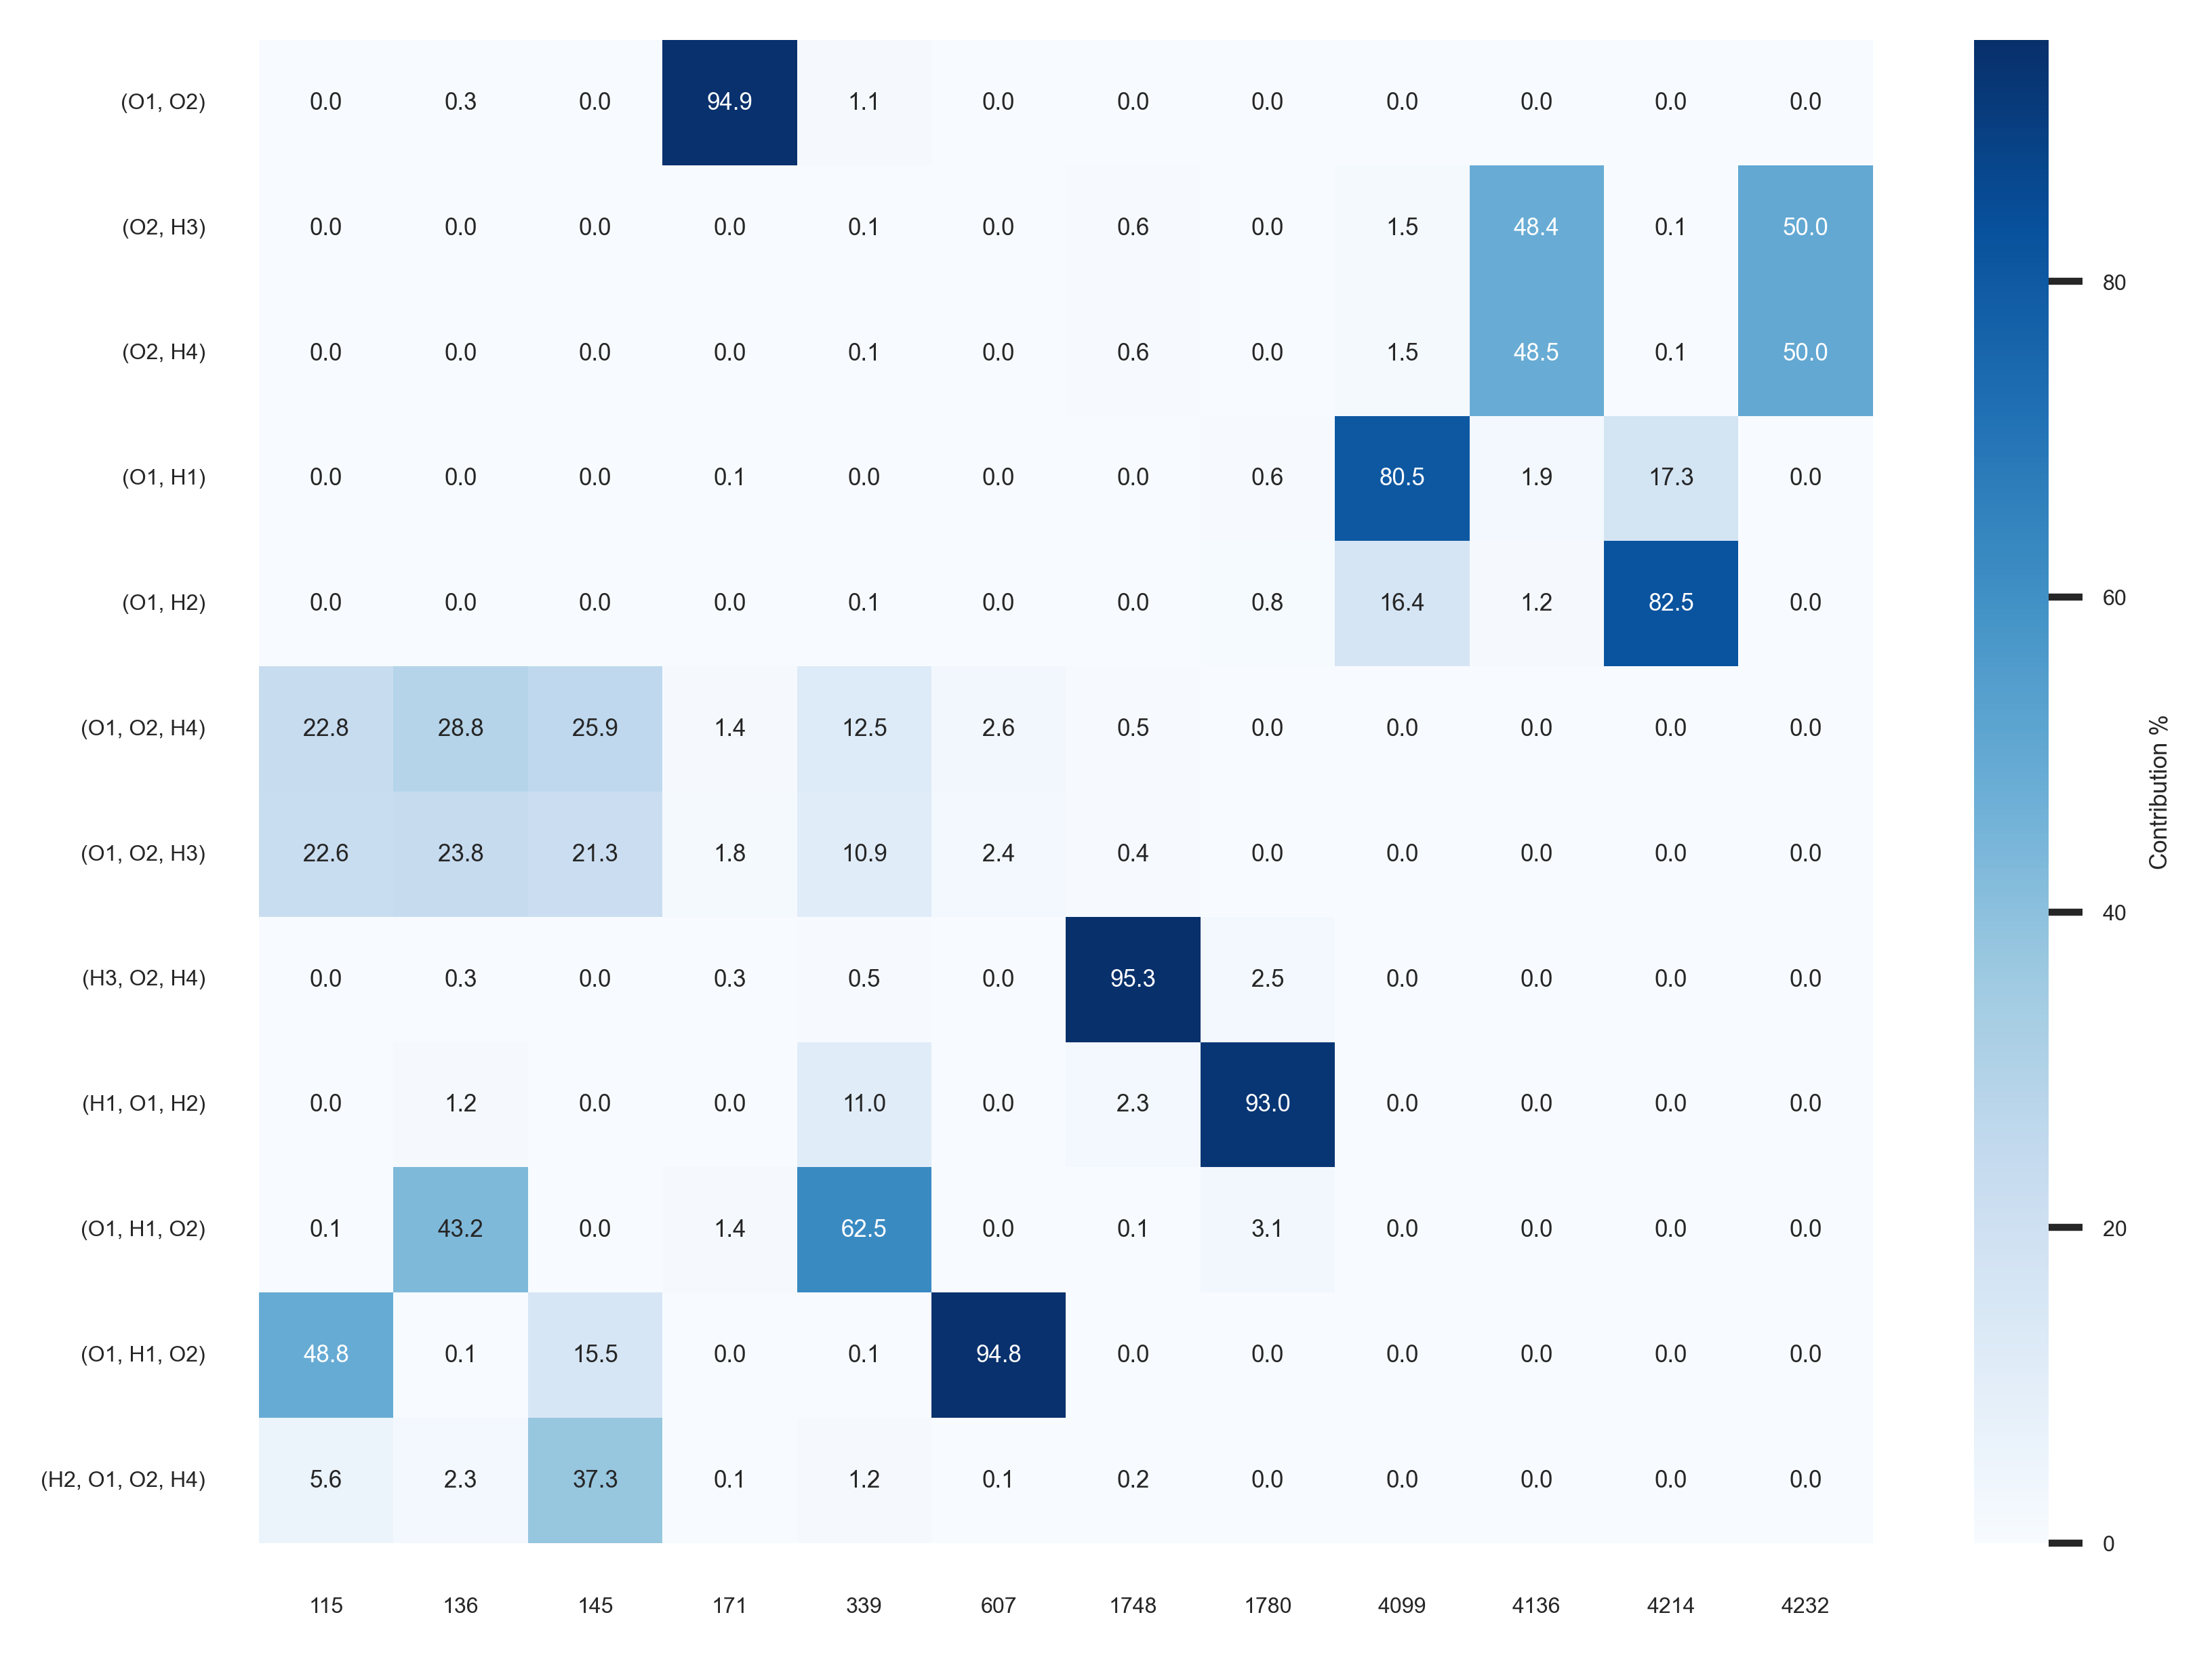 (O1, O2) 0.0 0.3 0.0 94.9 1.1 0.0 0.0 0.0 0.0 0.0 0.0 0.0
(O2, H3) 0.0 0.0 0.0 0.0 0.1 0.0 0.6 0.0 1.5 48.4 0.1 50.0
(O2, H4) 0.0 0.0 0.0 0.0 0.1 0.0 0.6 0.0 1.5 48.5 0.1 50.0
(O1, H1) 0.0 0.0 0.0 0.1 0.0 0.0 0.0 0.6 80.5 1.9 17.3 0.0
(O1, H2) 0.0 0.0 0.0 0.0 0.1 0.0 0.0 0.8 16.4 1.2 82.5 0.0
(O1, O2, H4) 22.8 28.8 25.9 1.4 12.5 2.6 0.5 0.0 0.0 0.0 0.0 0.0
(O1, O2, H3) 22.6 23.8 21.3 1.8 10.9 2.4 0.4 0.0 0.0 0.0 0.0 0.0
(H3, O2, H4) 0.0 0.3 0.0 0.3 0.5 0.0 95.3 2.5 0.0 0.0 0.0 0.0
(H1, O1, H2) 0.0 1.2 0.0 0.0 11.0 0.0 2.3 93.0 0.0 0.0 0.0 0.0
(O1, H1, O2) 0.1 43.2 0.0 1.4 62.5 0.0 0.1 3.1 0.0 0.0 0.0 0.0
(O1, H1, O2) 48.8 0.1 15.5 0.0 0.1 94.8 0.0 0.0 0.0 0.0 0.0 0.0
(H2, O1, O2, H4) 5.6 2.3 37.3 0.1 1.2 0.1 0.2 0.0 0.0 0.0 0.0 0.0
115 136 145 171 339 607 1748 1780 4099 4136 4214 4232
80
60
40
20
0
Contribution %